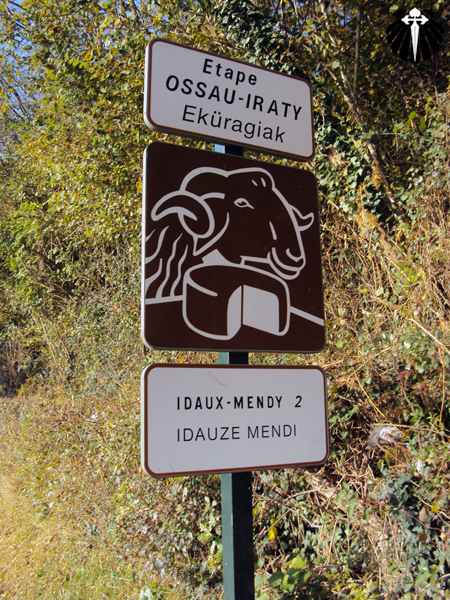 Etape
OSSAU-IRATY
Eküragiak
IDAUX-MENDY 2
IDAUZE MENDI